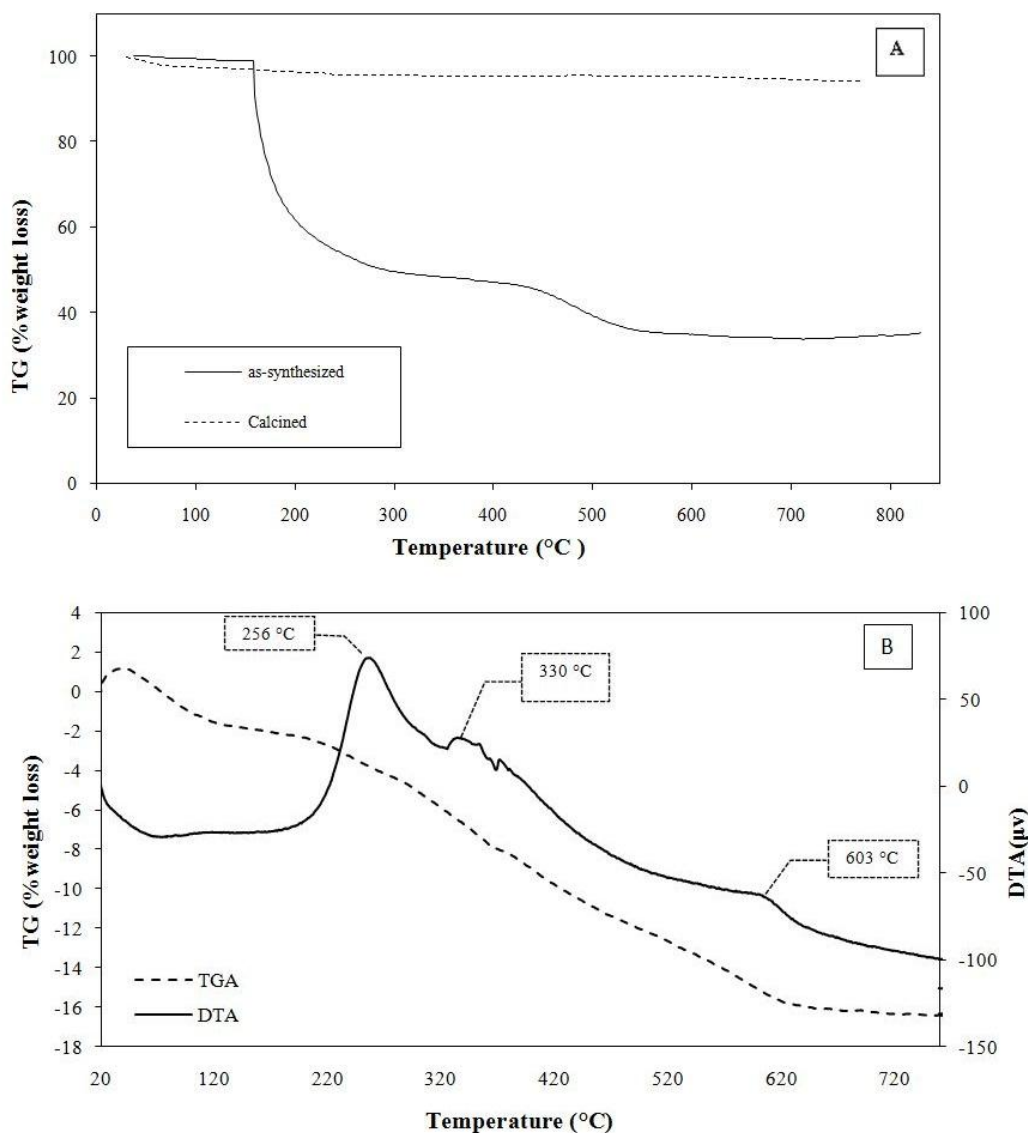 A
100
80
60
40
20
0
TG (%weight loss)
as-synthesized
Calcined
0 100 200 300 400 500 600 700 800
Temperature (°C )
B
4
2
0
-2
-4
-6
-8
-10
-12
-14
-16
-18
TG (%weight loss)
256 °C
330 °C
603 °C
TGA
DTA
100
50
0
-50
-100
-150
DTA(μv)
20 120 220 320 420 520 620 720
Temperature (°C)